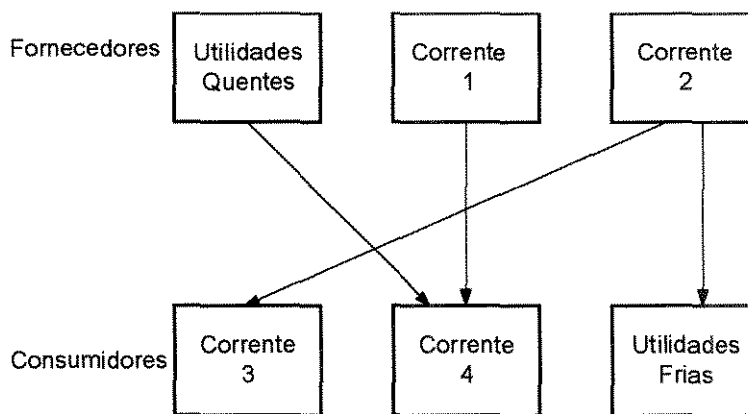 Fornecedores
Utilidades
Quentes
Corrente
1
Corrente
2
Consumidores
Corrente
3
Corrente
4
Utilidades
Frias